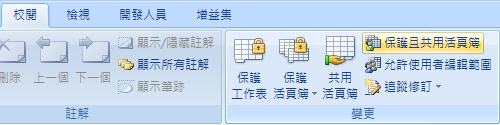 校閱 檢視 開發人員 增益集
刪除 上一個 下一個
顯示/隱藏註解
顯示所有註解
顯示筆跡
註解
保護
工作表
保護
活頁簿
共用
活頁簿
保護且共用活頁簿
允許使用者編輯範圍
追蹤修訂
變更